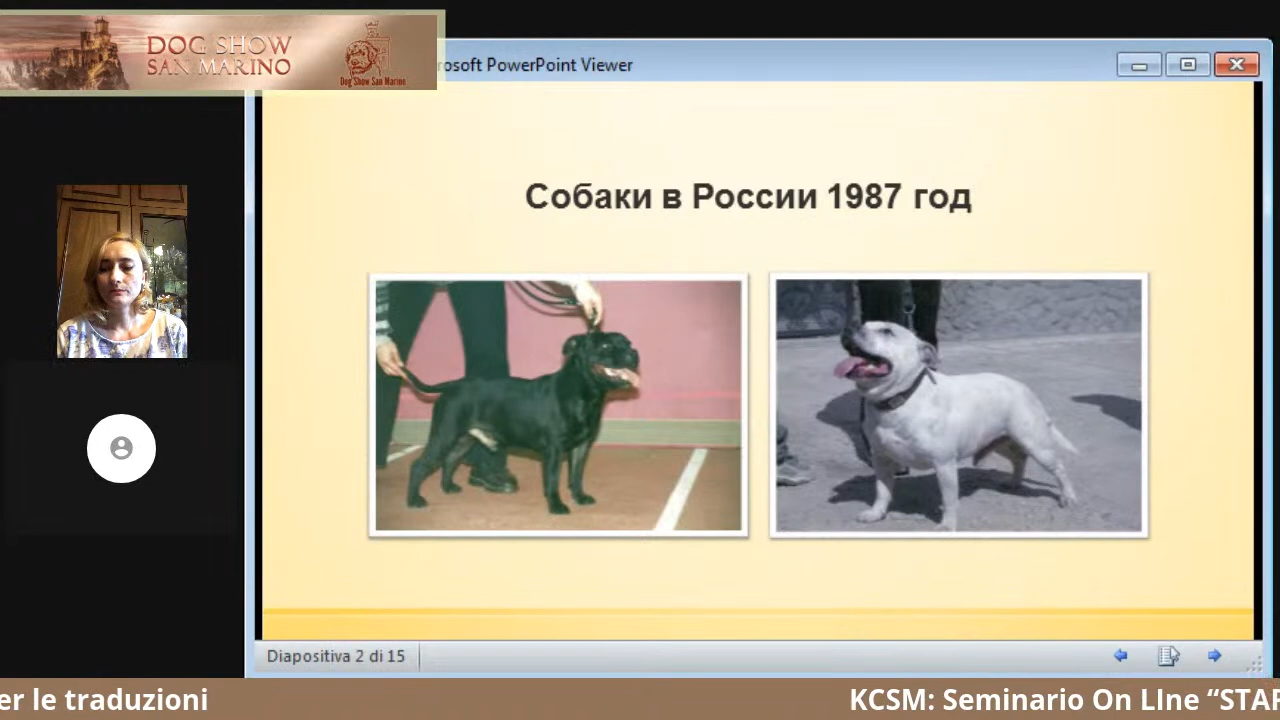 DOG SHOW
SAN MARINO
Dog Show San Marino
rosoft PowerPoint Viewer
Собаки в России 1987 год
Diapositiva 2 di 15
er le traduzioni
KCSM: Seminario On LIne “STAF